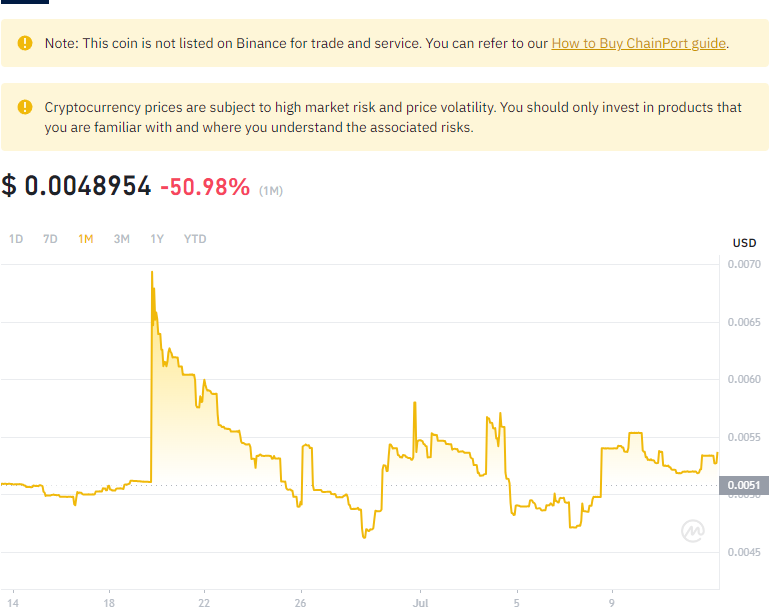 Note: This coin is not listed on Binance for trade and service. You can refer to our How to Buy ChainPort guide.
Cryptocurrency prices are subject to high market risk and price volatility. You should only invest in products that
you are familiar with and where you understand the associated risks.
$ 0.0048954 -50.98% (1M)
1D 7D 1M 3M 1Y YTD
USD
0.0070
0.0065
0.0060
0.0055
0.0051
0.0050
0.0045
14 18 22 26 Jul 5 9